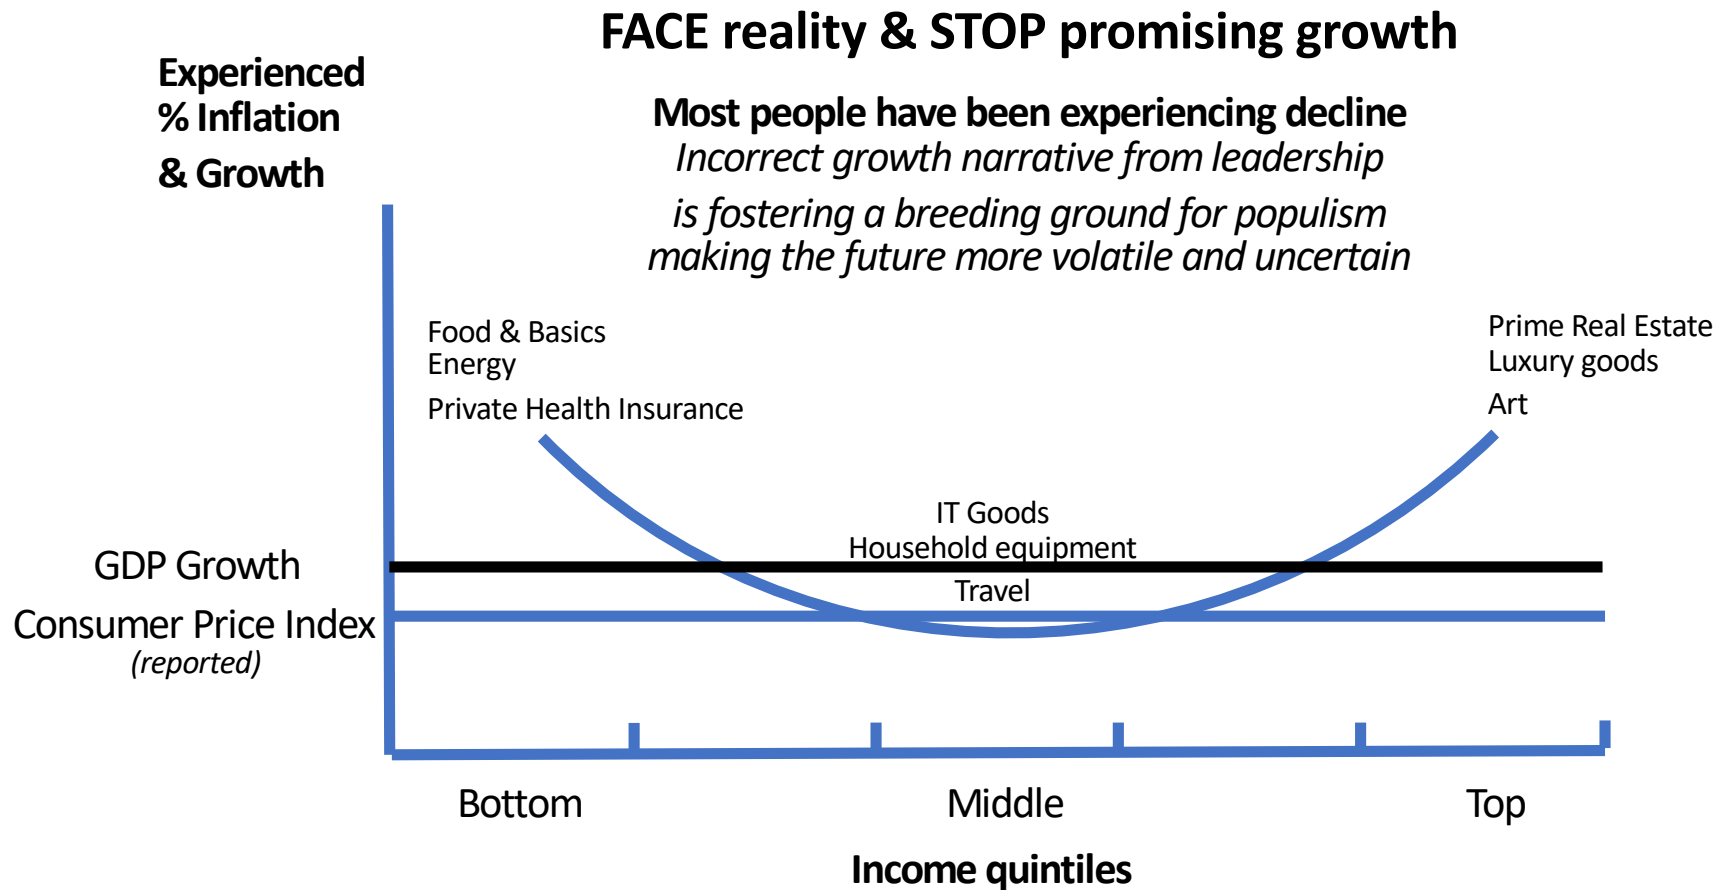 FACE reality & STOP promising growth
Experienced
% Inflation
& Growth
Most people have been experiencing decline
Incorrect growth narrative from leadership
is fostering a breeding ground for populism
making the future more volatile and uncertain
Food & Basics
Energy
Private Health Insurance
Prime Real Estate
Luxury goods
Art
IT Goods
Household equipment
Travel
GDP Growth
Consumer Price Index
(reported)
Bottom
Middle
Top
Income quintiles